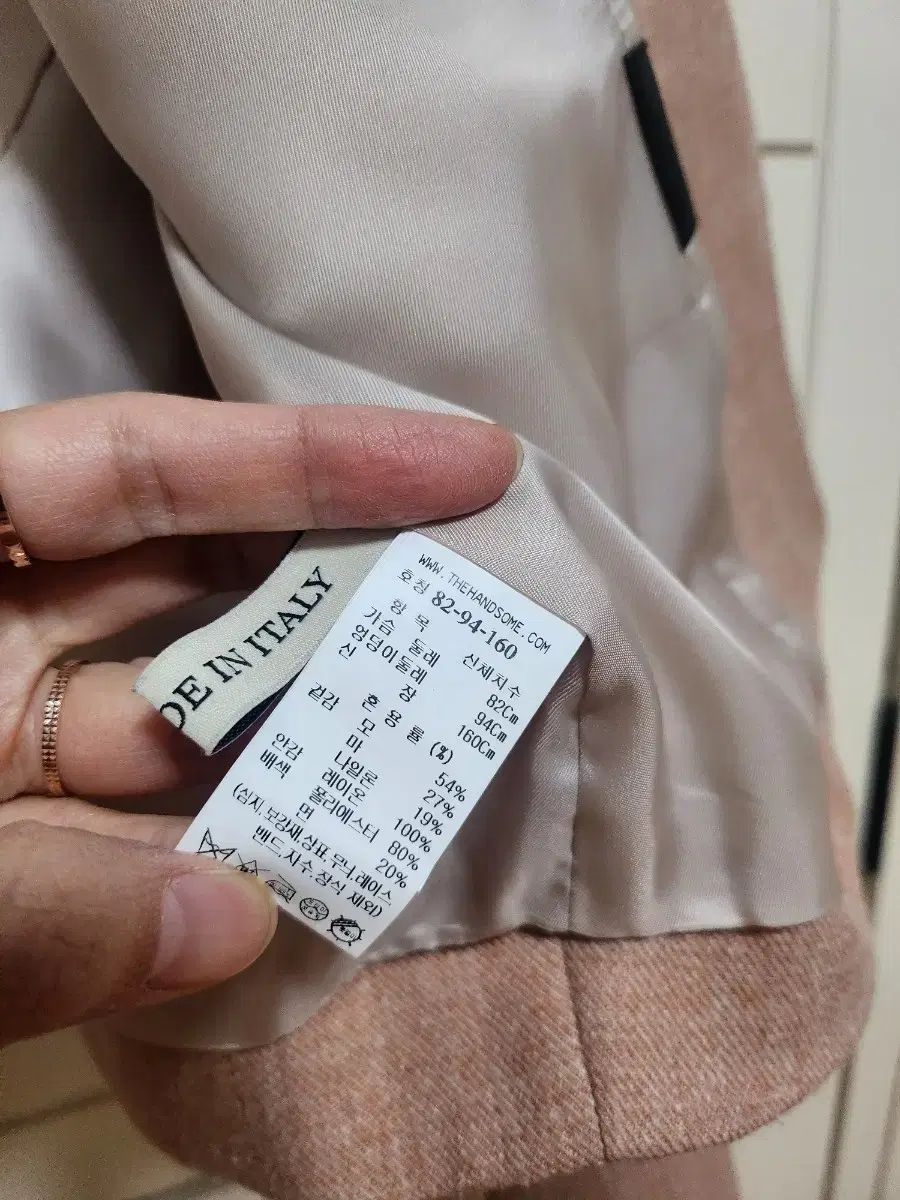 DE IN ITALY
WWW.THEHANDSOME.COM
호칭 82-94-160
항 목 신체치수
가슴 둘레 82Cm
엉덩이둘레 94Cm
신 장 160Cm
혼 용 률 (%)
겉감 모 54%
마 27%
나일론 19%
안감 레이온 100%
배색 폴리에스터 80%
면 20%
(심지.보강재.상표.무늬.레이스
밴드.자수.장식 제외)